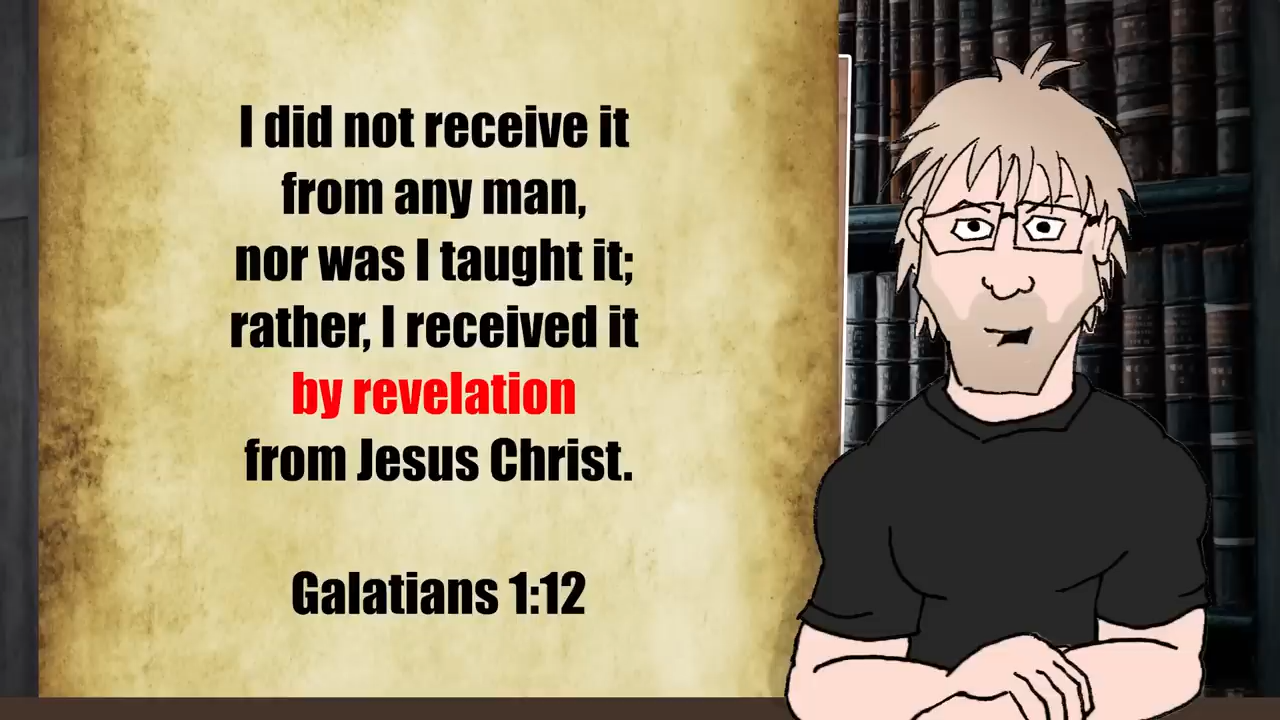 I did not receive it
from any man,
nor was I taught it;
rather, I received it
by revelation
from Jesus Christ.
Galatians 1:12